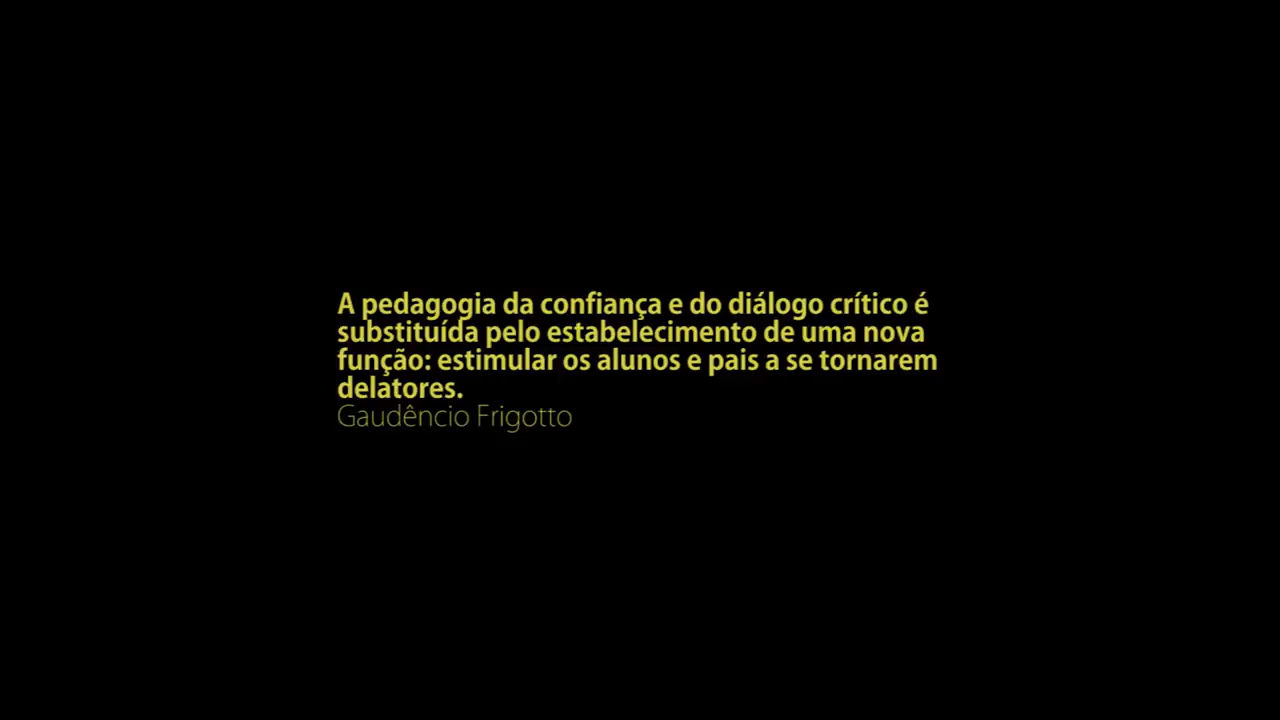 A pedagogia da confiança e do diálogo crítico é
substituída pelo estabelecimento de uma nova
função: estimular os alunos e pais a se tornarem
delatores.
Gaudêncio Frigotto